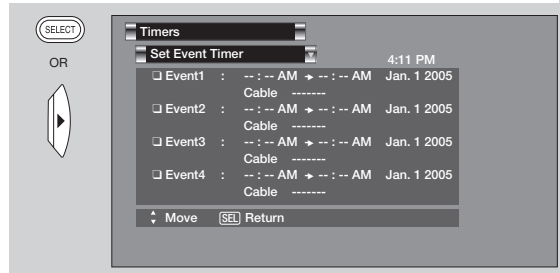 SELECT
OR
Timers
Set Event Timer
4:11 PM
Event1 : -- : -- AM -- : -- AM Jan. 1 2005
Cable -------
Event2 : -- : -- AM -- : -- AM Jan. 1 2005
Cable -------
Event3 : -- : -- AM -- : -- AM Jan. 1 2005
Cable -------
Event4 : -- : -- AM -- : -- AM Jan. 1 2005
Cable -------
Move SEL Return